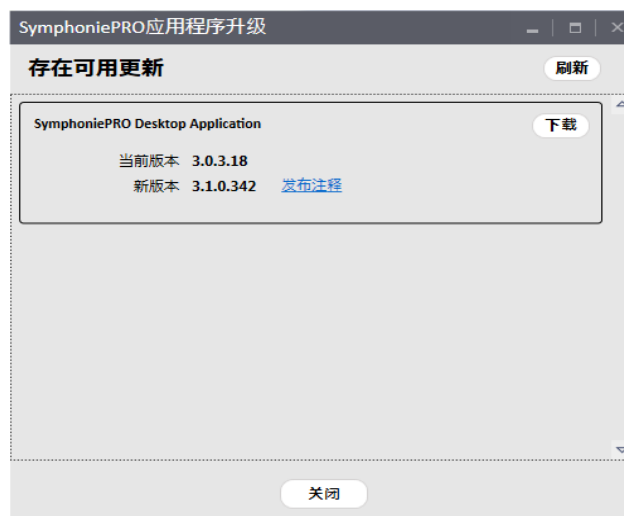 SymphoniePRO应用程序升级
存在可用更新
刷新
SymphoniePRO Desktop Application
下载
当前版本 3.0.3.18
新版本 3.1.0.342 发布注释
关闭